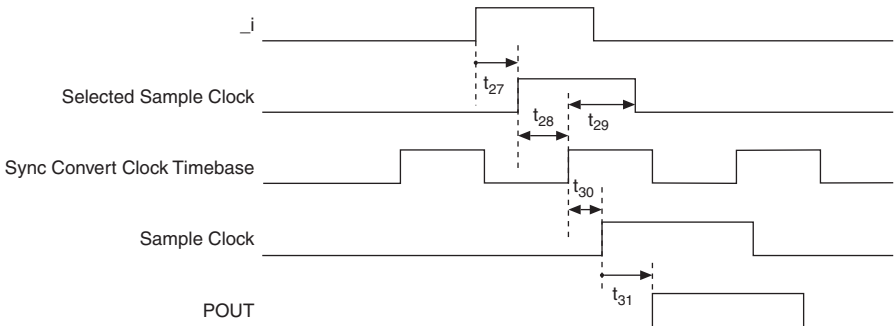 _i
t27
Selected Sample Clock
t28
t29
Sync Convert Clock Timebase
t30
Sample Clock
t31
POUT